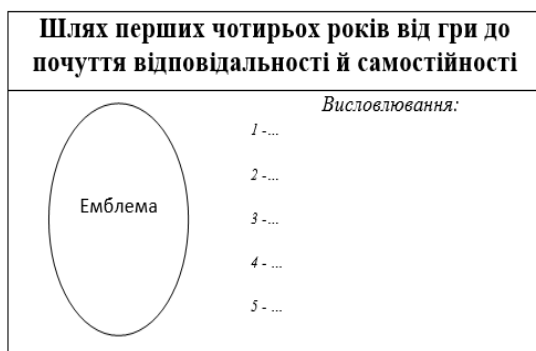 Шлях перших чотирьох років від гри до
почуття відповідальності й самостійності
Висловлювання:
Емблема
1 -...
2 -...
3 -...
4 - ...
5 - ...